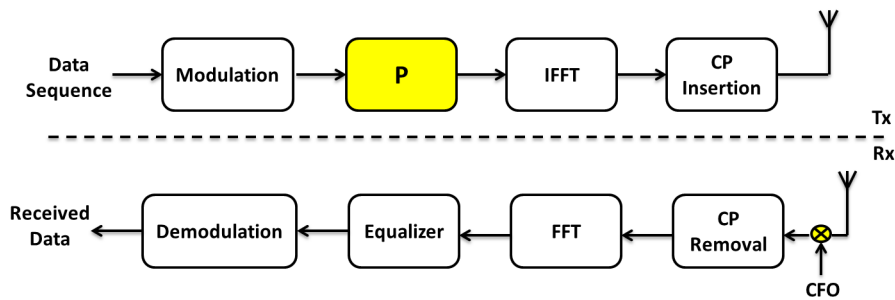 Data
Sequence
Modulation
P
IFFT
CP
Insertion
Tx
Rx
Received
Data
Demodulation
Equalizer
FFT
CP
Removal
CFO